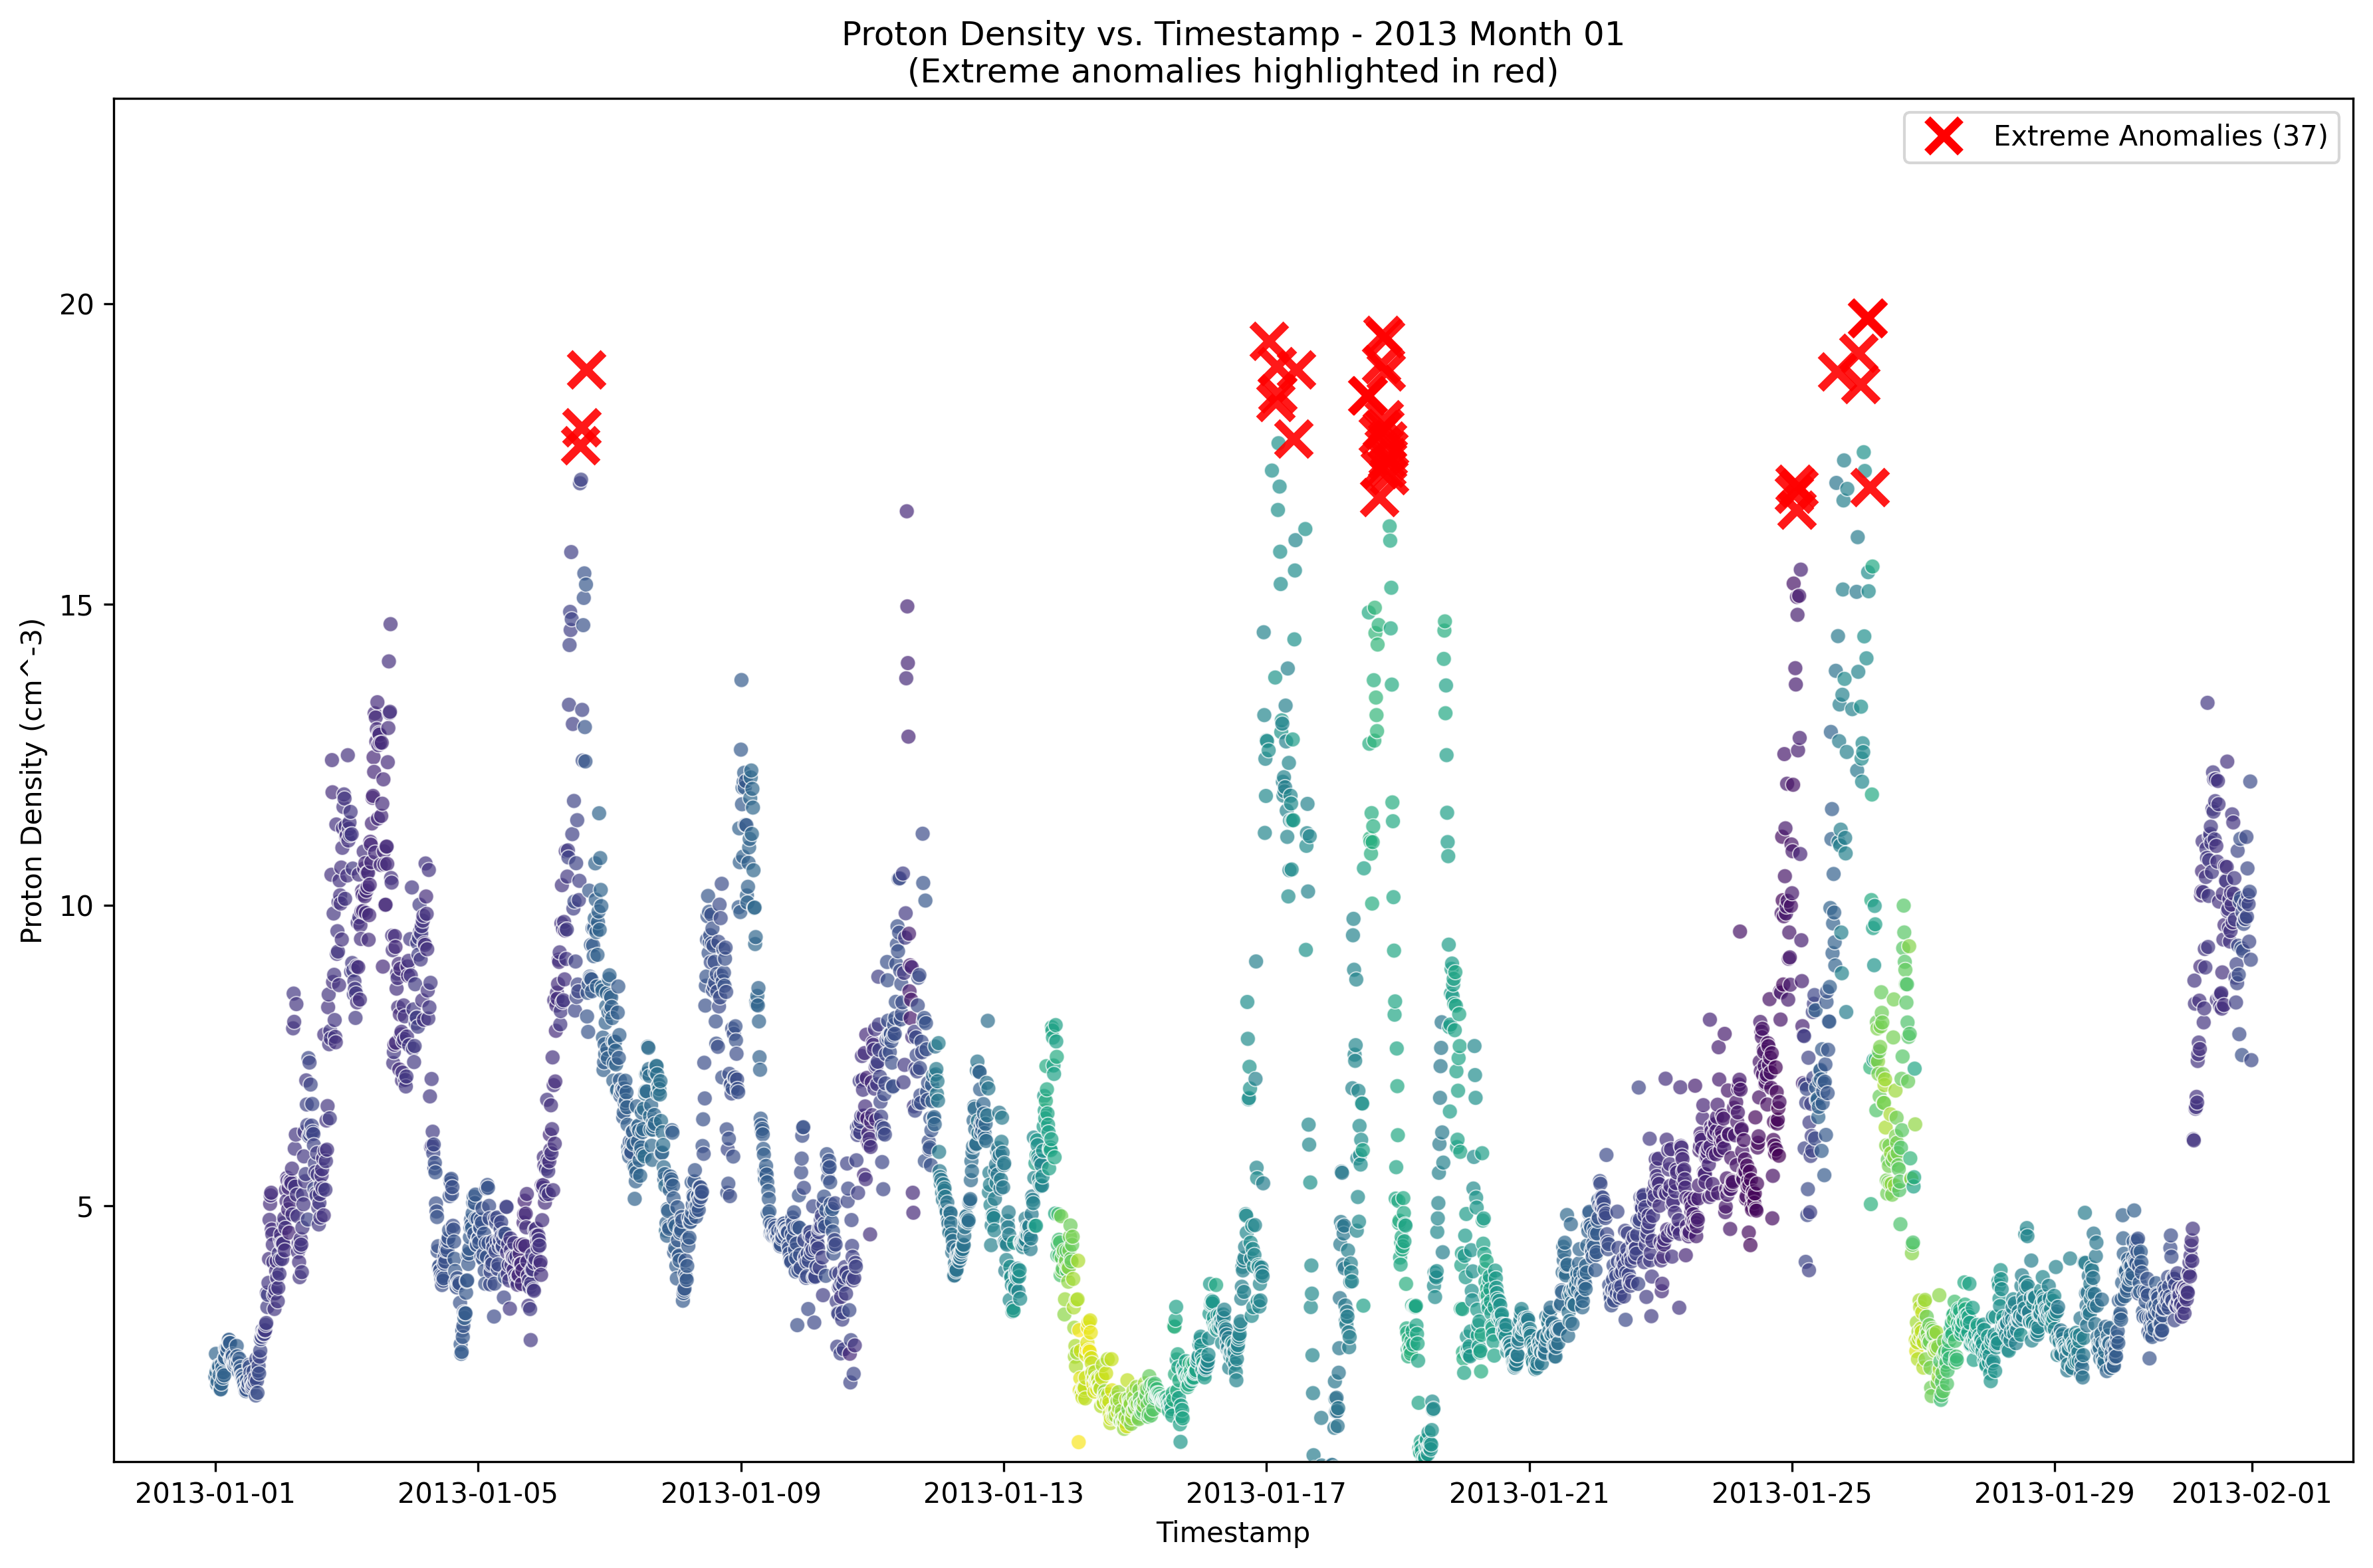 Proton Density vs. Timestamp - 2013 Month 01
(Extreme anomalies highlighted in red)
Extreme Anomalies (37)
Proton Density (cm^-3)
20
15
10
5
2013-01-01
2013-01-05
2013-01-09
2013-01-13
2013-01-17
2013-01-21
2013-01-25
2013-01-29
2013-02-01
Timestamp